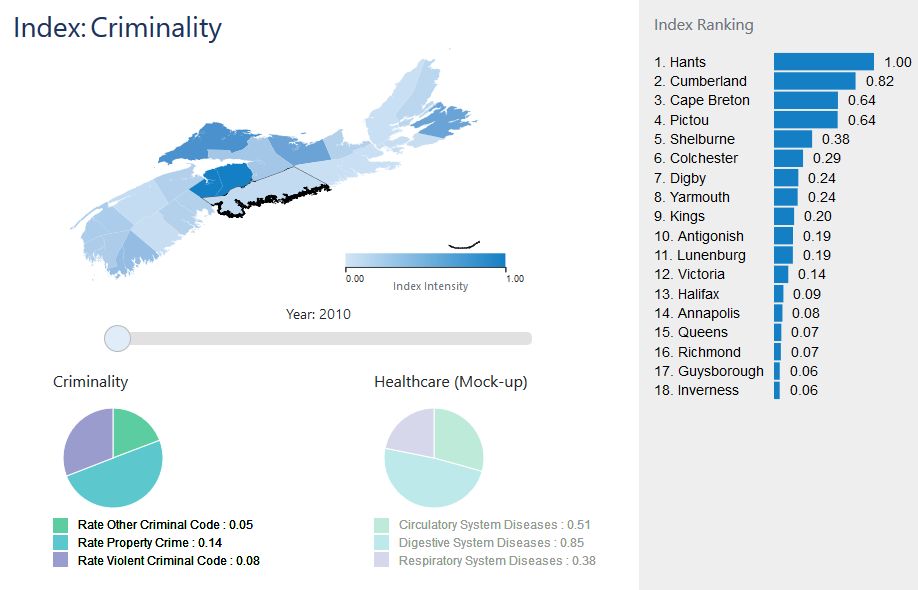 Index: Criminality
0.00
1.00
Index Intensity
Year: 2010
Criminality
Rate Other Criminal Code : 0.05
Rate Property Crime : 0.14
Rate Violent Criminal Code : 0.08
Healthcare (Mock-up)
Circulatory System Diseases : 0.51
Digestive System Diseases : 0.85
Respiratory System Diseases : 0.38
Index Ranking
1. Hants 1.00
2. Cumberland 0.82
3. Cape Breton 0.64
4. Pictou 0.64
5. Shelburne 0.38
6. Colchester 0.29
7. Digby 0.24
8. Yarmouth 0.24
9. Kings 0.20
10. Antigonish 0.19
11. Lunenburg 0.19
12. Victoria 0.14
13. Halifax 0.09
14. Annapolis 0.08
15. Queens 0.07
16. Richmond 0.07
17. Guysborough 0.06
18. Inverness 0.06